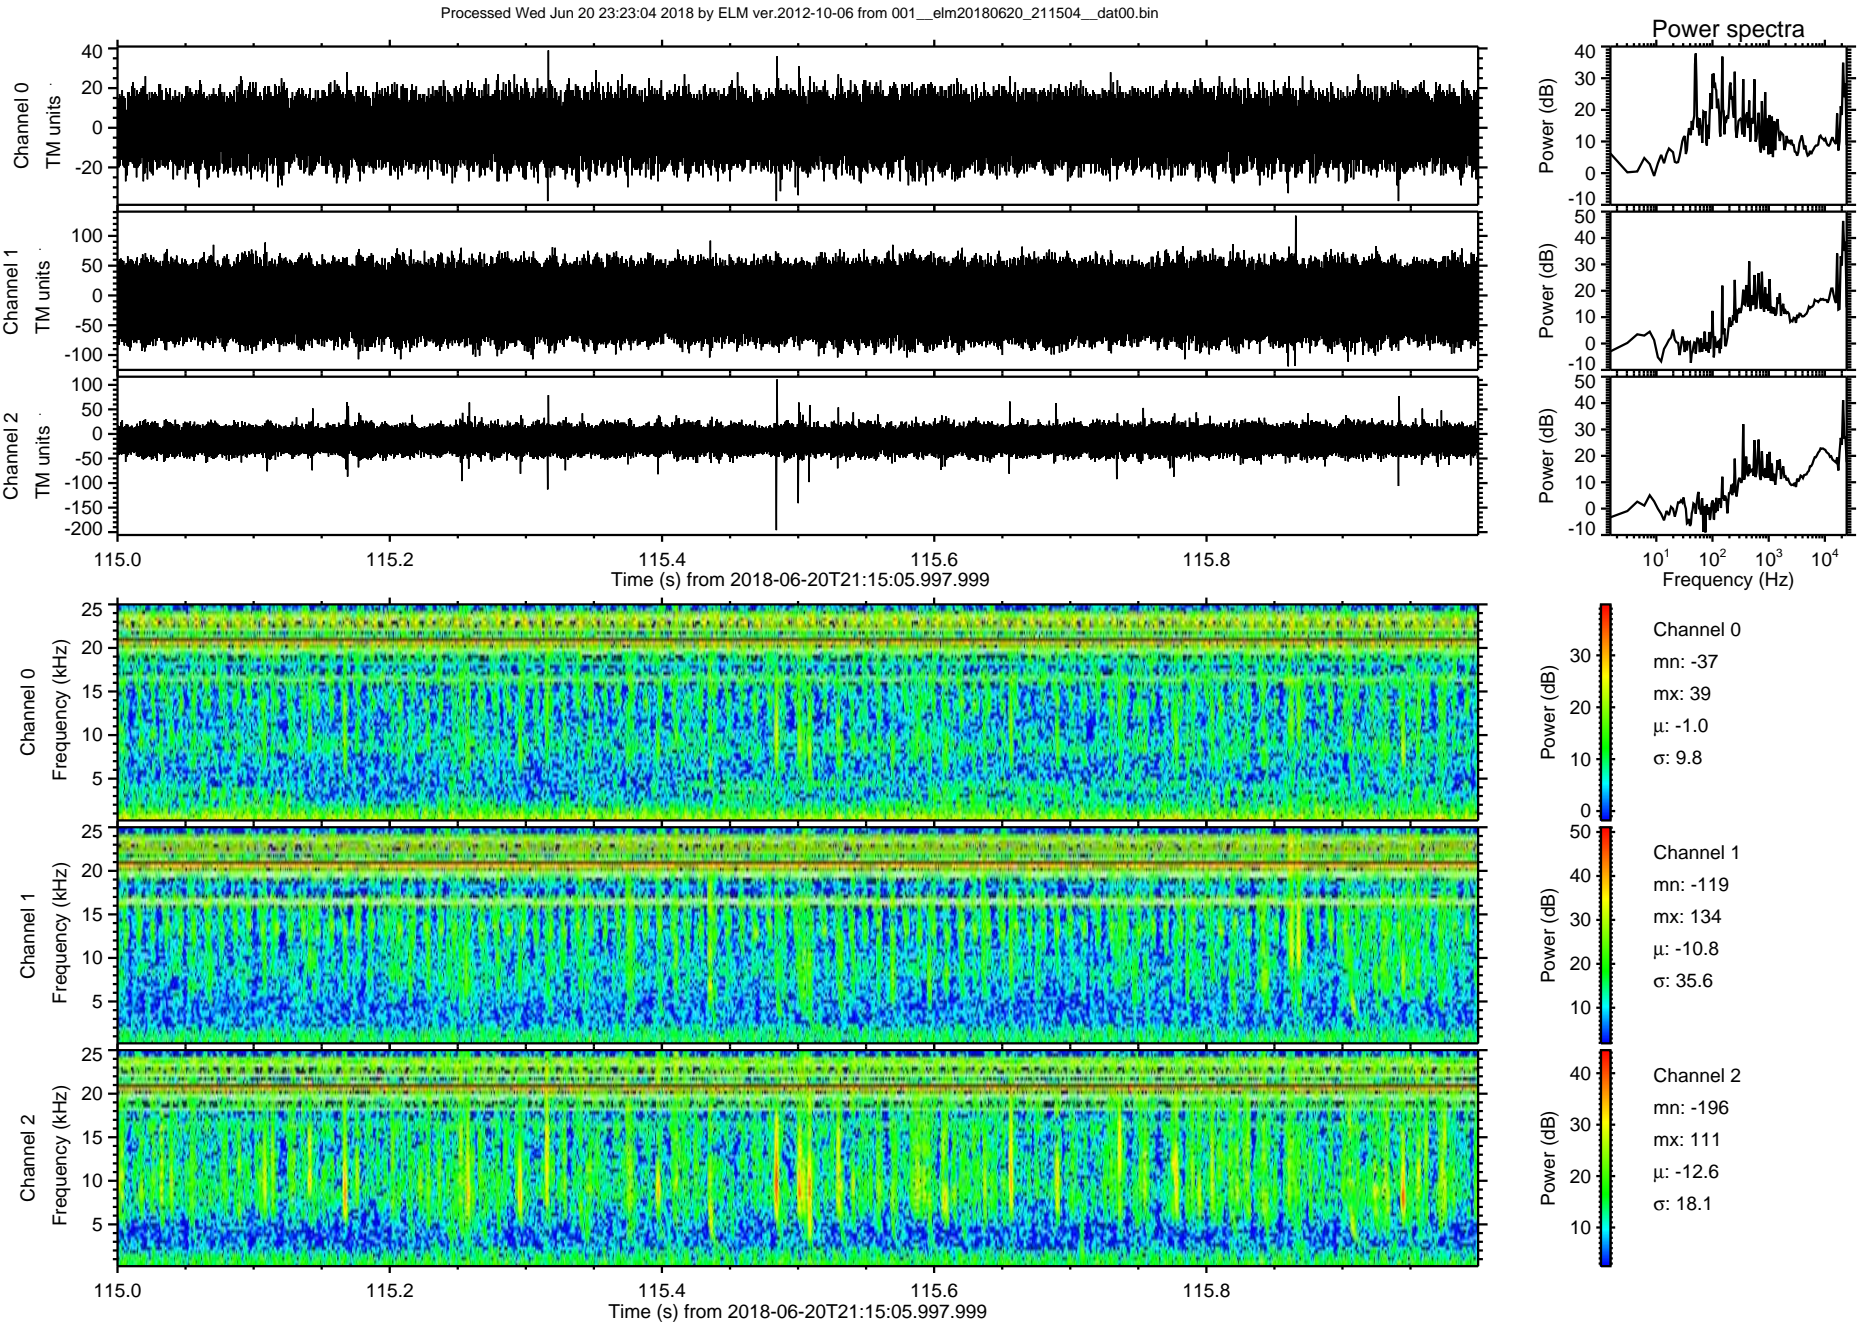 Processed Wed Jun 20 23:23:04 2018 by ELM ver.2012-10-06 from 001__elm20180620_211504__dat00.bin
Power spectra
Channel 0
TM units
40
20
0
-20
Power (dB)
40
30
20
10
0
-10
Channel 1
TM units
100
50
0
-50
-100
Power (dB)
50
40
30
20
10
0
-10
Channel 2
TM units
100
50
0
-50
-100
-150
-200
Power (dB)
50
40
30
20
10
0
-10
115.0 115.2 115.4 115.6 115.8
Time (s) from 2018-06-20T21:15:05.997.999
10¹ 10² 10³ 10⁴
Frequency (Hz)
Channel 0
Frequency (kHz)
25
20
15
10
5
Power (dB)
30
20
10
0
Channel 0
mn: -37
mx: 39
µ: -1.0
σ: 9.8
Channel 1
Frequency (kHz)
25
20
15
10
5
Power (dB)
50
40
30
20
10
Channel 1
mn: -119
mx: 134
µ: -10.8
σ: 35.6
Channel 2
Frequency (kHz)
25
20
15
10
5
Power (dB)
40
30
20
10
Channel 2
mn: -196
mx: 111
µ: -12.6
σ: 18.1
115.0 115.2 115.4 115.6 115.8
Time (s) from 2018-06-20T21:15:05.997.999